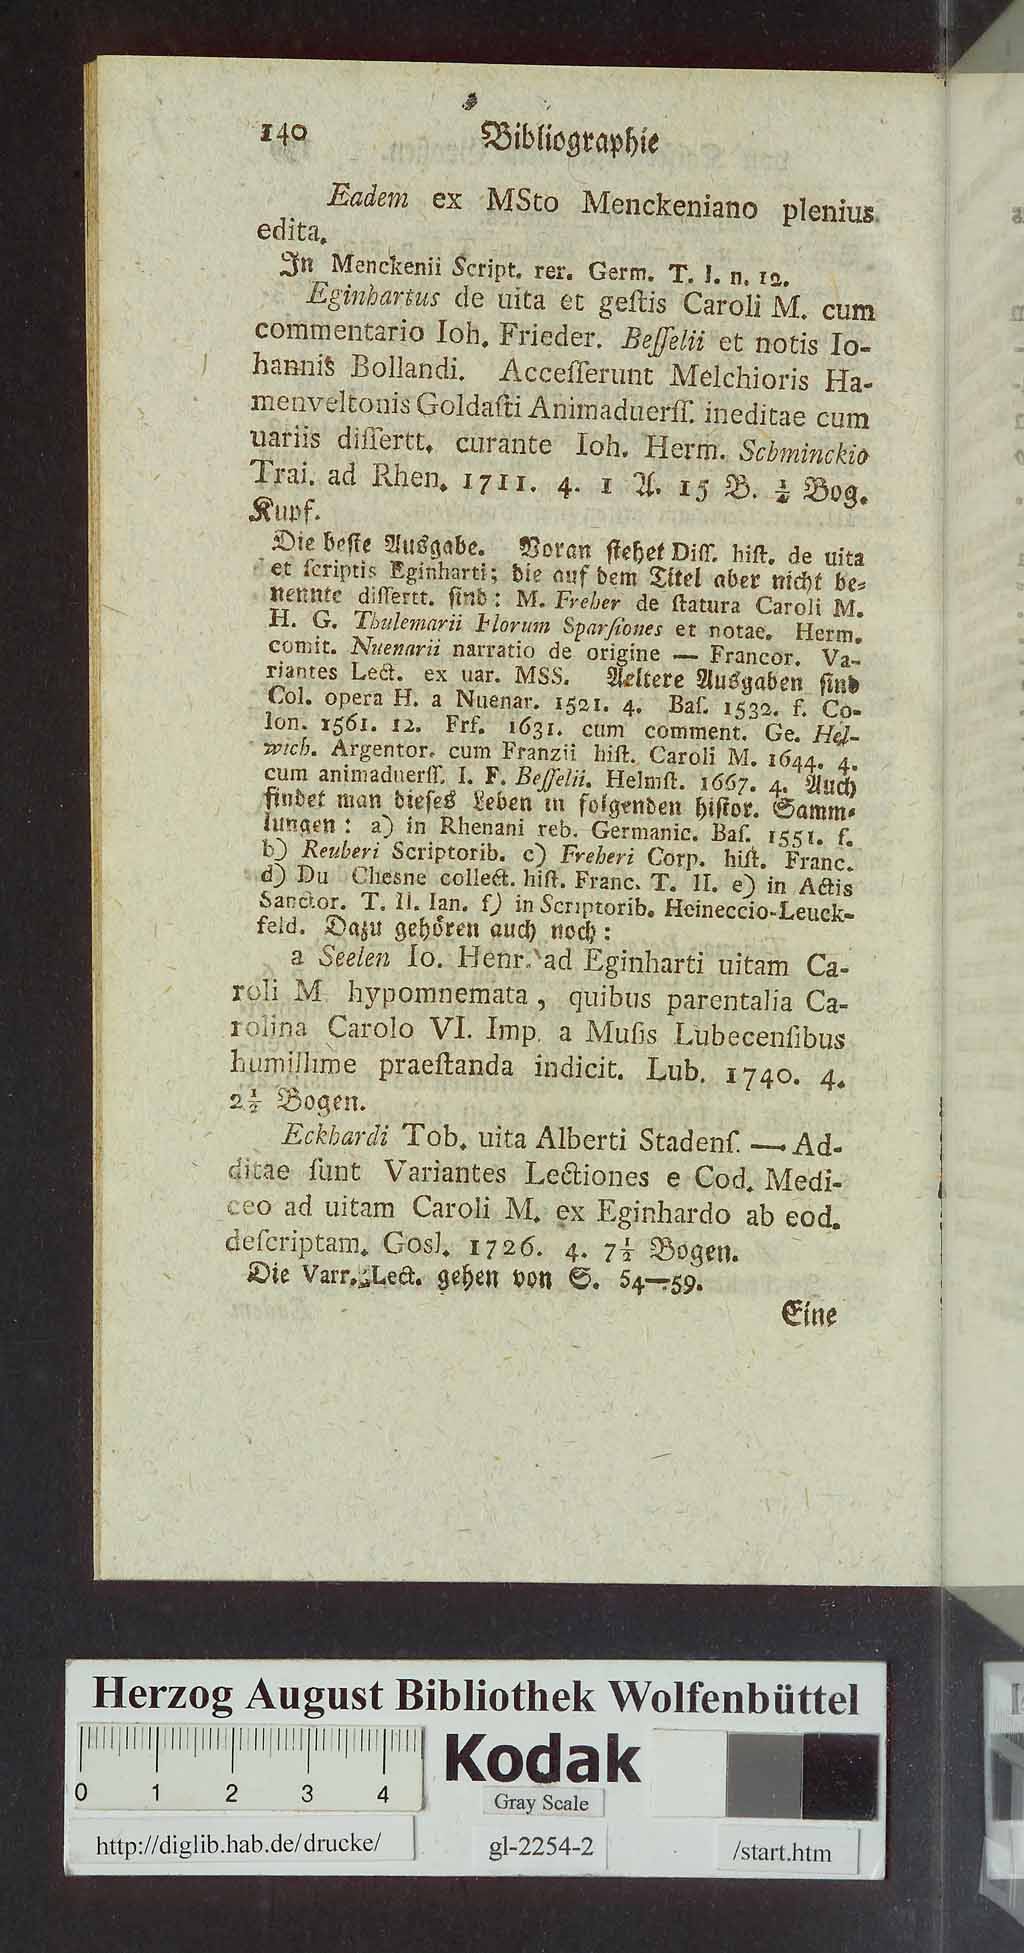 140 Bibliographie
Eadem ex MSto Menckeniano plenius
edita.
In Menckenii Script. rer. Germ. T. I. n. 12.
Eginhartus de uita et geſtis Caroli M. cum
commentario Ioh. Frieder. Beſſelii et notis Io-
hannis Bollandi. Acceſſerunt Melchioris Ha-
menveltonis Goldaſti Animaduerſſ. ineditae cum
uariis diſſertt. curante Ioh. Herm. Schminckio
Trai. ad Rhen. 1711. 4. 1 A. 15 B. ½ Bog.
Kupf.
Die beſte Ausgabe. Voran ſtehet Diſſ. hiſt. de uita
et ſcriptis Eginharti; die auf dem Titel aber nicht be-
nennte diſſertt. ſind: M. Freher de ſtatura Caroli M.
H. G. Thulemarii Florum Sparſiones et notae. Herm.
comit. Nuenarii narratio de origine — Francor. Va-
riantes Lect. ex uar. MSS. Aeltere Ausgaben ſind
Col. opera H. a Nuenar. 1521. 4. Baſ. 1532. f. Co-
lon. 1561. 12. Frf. 1631. cum comment. Ge. Hel-
wich. Argentor. cum Franzii hiſt. Caroli M. 1644. 4.
cum animaduerſſ. I. F. Beſſelii. Helmſt. 1667. 4. Auch
findet man dieſes Leben in folgenden hiſtor. Samm-
lungen: a) in Rhenani reb. Germanic. Baſ. 1551. f.
b) Reuberi Scriptorib. c) Freheri Corp. hiſt. Franc.
d) Du Chesne collect. hiſt. Franc. T. II. e) in Actis
Sanctor. T. II. Ian. f) in Scriptorib. Heineccio-Leuck-
feld. Dazu gehören auch noch:
a Seelen Io. Henr. ad Eginharti uitam Ca-
roli M hypomnemata, quibus parentalia Ca-
rolina Carolo VI. Imp. a Muſis Lubecenſibus
humillime praeſtanda indicit. Lub. 1740. 4.
2½ Bogen.
Eckhardi Tob. uita Alberti Stadenſ. — Ad-
ditae ſunt Variantes Lectiones e Cod. Medi-
ceo ad uitam Caroli M. ex Eginhardo ab eod.
deſcriptam. Gosl. 1726. 4. 7½ Bogen.
Die Varr. Lect. gehen von S. 54—59.
Eine
Herzog August Bibliothek Wolfenbüttel
0 1 2 3 4
Kodak
Gray Scale
http://diglib.hab.de/drucke/ gl-2254-2 /start.htm